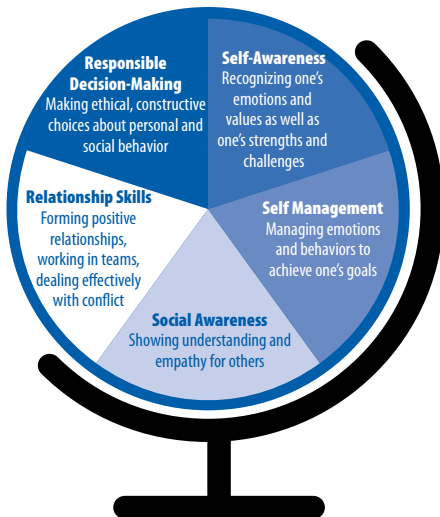 Responsible
Decision-Making
Making ethical, constructive
choices about personal and
social behavior
Self-Awareness
Recognizing one’s
emotions and
values as well as
one’s strengths and
challenges
Relationship Skills
Forming positive
relationships,
working in teams,
dealing effectively
with conflict
Self Management
Managing emotions
and behaviors to
achieve one’s goals
Social Awareness
Showing understanding and
empathy for others